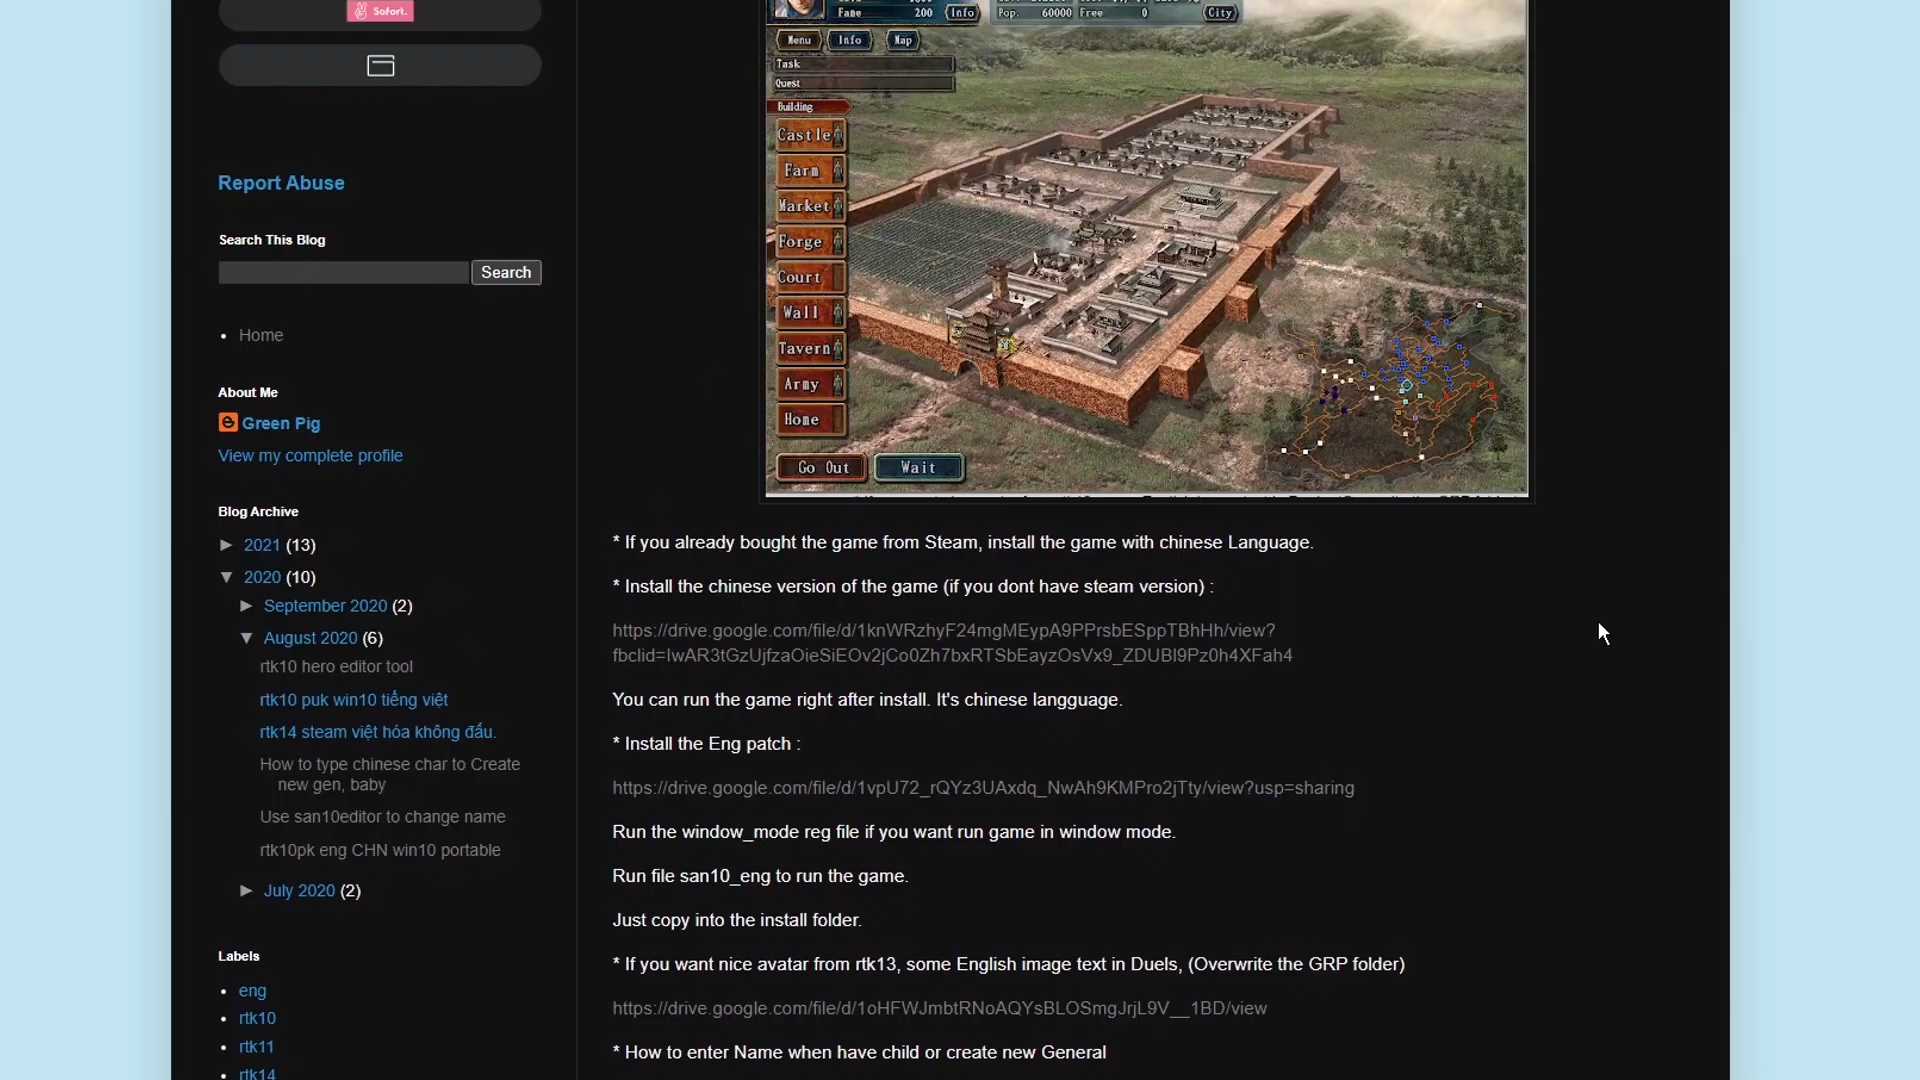 Sofort.
Report Abuse
Search This Blog
Search
Home
About Me
Green Pig
View my complete profile
Blog Archive
► 2021 (13)
▼ 2020 (10)
► September 2020 (2)
▼ August 2020 (6)
rtk10 hero editor tool
rtk10 puk win10 tiếng việt
rtk14 steam việt hóa không đấu.
How to type chinese char to Create
new gen, baby
Use san10editor to change name
rtk10pk eng CHN win10 portable
► July 2020 (2)
Labels
eng
rtk10
rtk11
rtk14
Fame 200 Info
Pop. 60000 Free 0 City
Menu Info Map
Task
Quest
Building
Castle
Farm
Market
Forge
Court
Wall
Tavern
Army
Home
Go Out Wait
* If you already bought the game from Steam, install the game with chinese Language.
* Install the chinese version of the game (if you dont have steam version) :
https://drive.google.com/file/d/1knWRzhyF24mgMEypA9PPrsbESppTBhHh/view?
fbclid=IwAR3tGzUjfzaOieSiEOv2jCo0Zh7bxRTSbEayzOsVx9_ZDUBl9Pz0h4XFah4
You can run the game right after install. It's chinese langguage.
* Install the Eng patch :
https://drive.google.com/file/d/1vpU72_rQYz3UAxdq_NwAh9KMPro2jTty/view?usp=sharing
Run the window_mode reg file if you want run game in window mode.
Run file san10_eng to run the game.
Just copy into the install folder.
* If you want nice avatar from rtk13, some English image text in Duels, (Overwrite the GRP folder)
https://drive.google.com/file/d/1oHFWJmbtRNoAQYsBLOSmgJrjL9V__1BD/view
* How to enter Name when have child or create new General